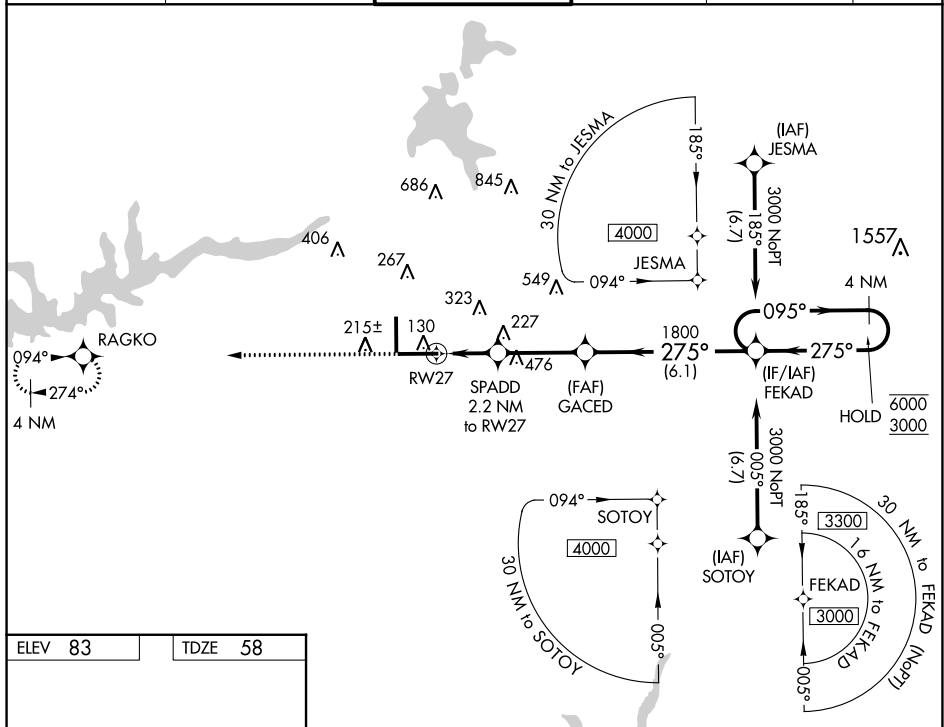 (IAF)
JESMA
30 NM to JESMA
185°
4000
JESMA
094°
3000 NoPT
185°
(6.7)
686
845
406
267
323
549
1557
4 NM
095°
215±
130
227
476
RW27
RAGKO
094°
274°
4 NM
SPADD
2.2 NM
to RW27
(FAF)
GACED
1800
275°
(6.1)
(IF/IAF)
FEKAD
275°
HOLD
6000
3000
3000 NoPT
005°
(6.7)
(IAF)
SOTOY
094°
SOTOY
4000
30 NM to SOTOY
005°
185°
3300
30 NM to FEKAD (NoPT)
16 NM to FEKAD
FEKAD
3000
005°
ELEV 83
TDZE 58